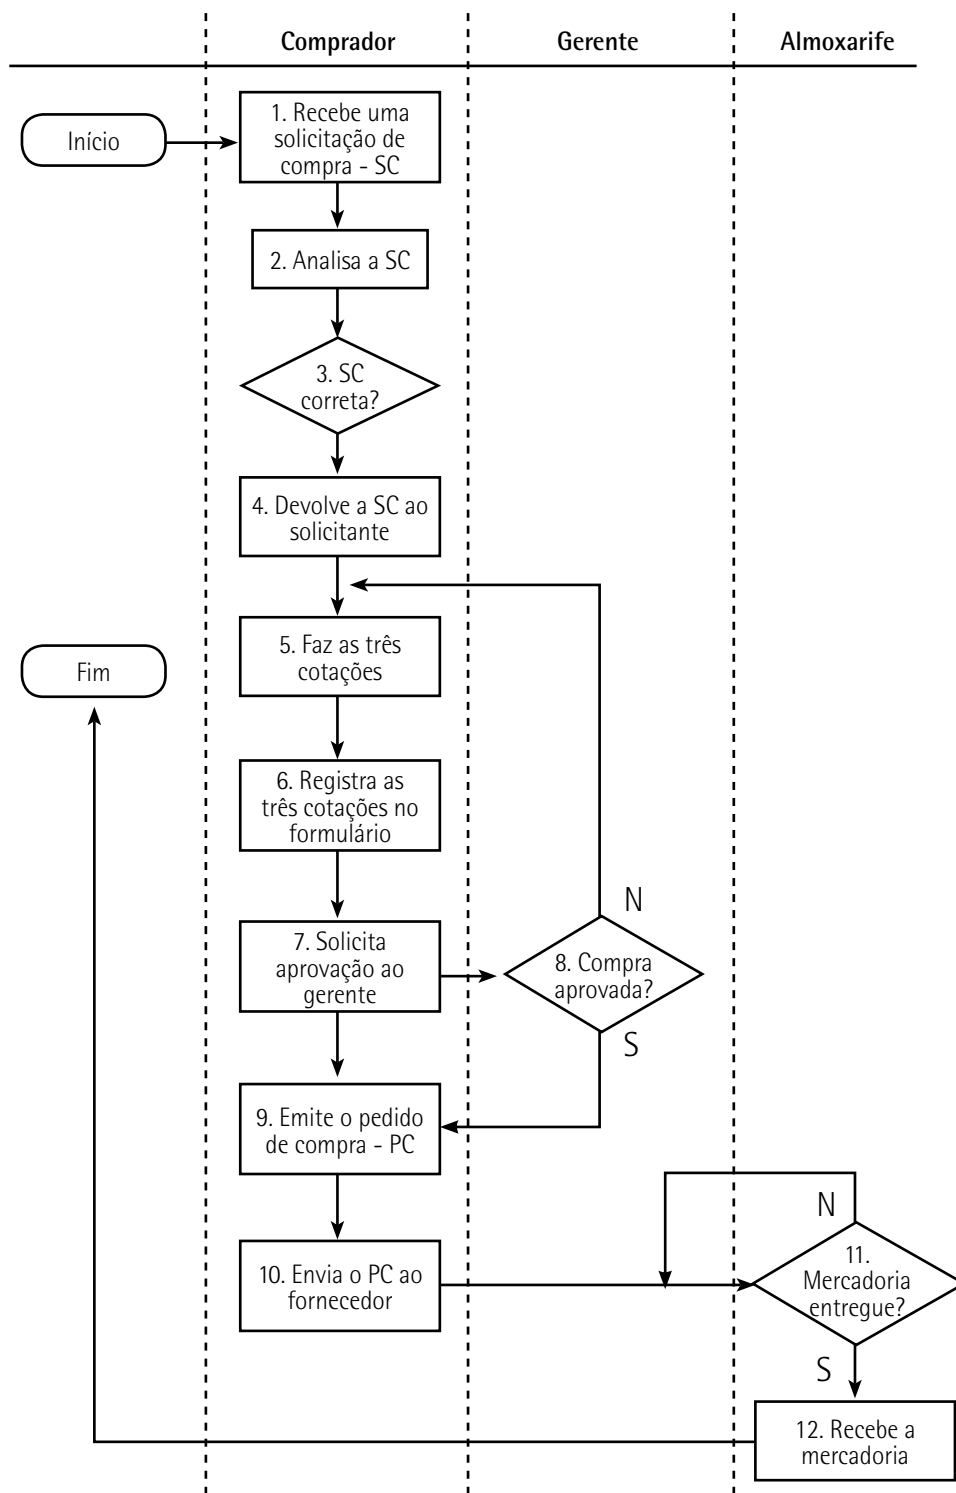 Comprador
Gerente
Almoxarife
Início
1. Recebe uma
solicitação de
compra - SC
2. Analisa a SC
3. SC
correta?
4. Devolve a SC ao
solicitante
5. Faz as três
cotações
Fim
6. Registra as
três cotações no
formulário
N
7. Solicita
aprovação ao
gerente
8. Compra
aprovada?
S
9. Emite o pedido
de compra - PC
N
10. Envia o PC ao
fornecedor
11.
Mercadoria
entregue?
S
12. Recebe a
mercadoria